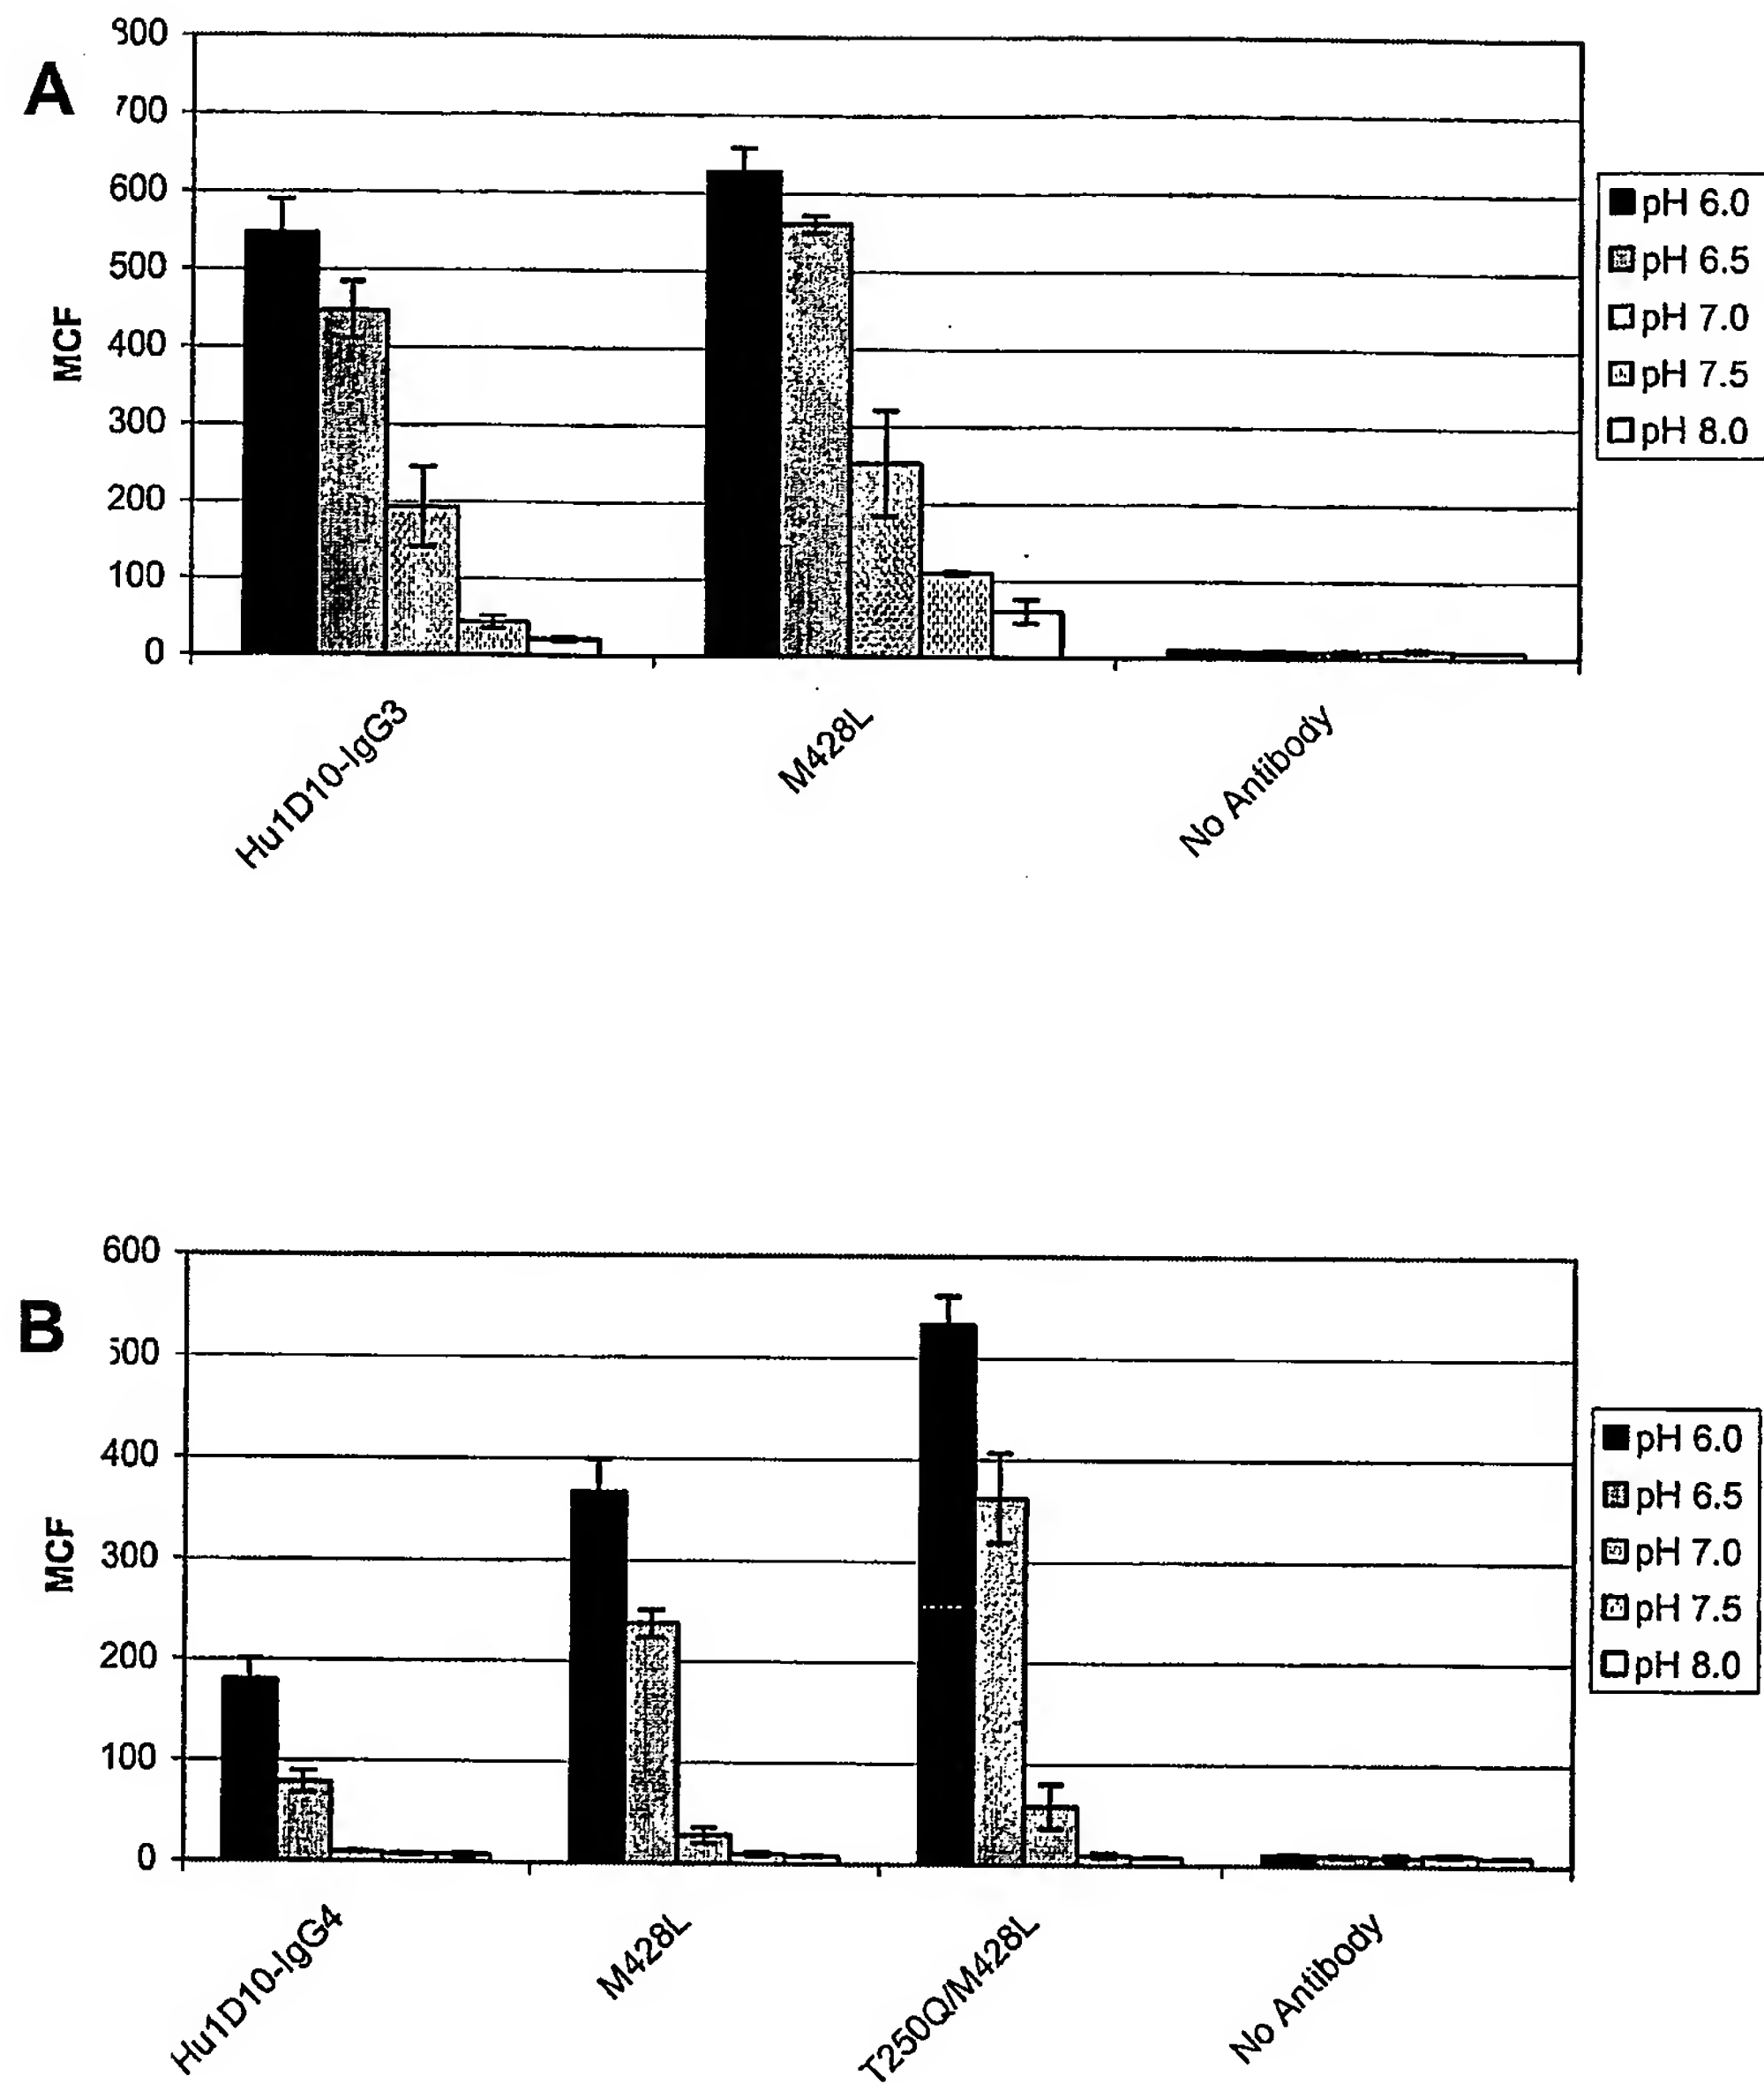 A
800
700
600
500
400
300
200
100
0
MCF
Hu1D10-IgG3
M428L
No Antibody
pH 6.0
pH 6.5
pH 7.0
pH 7.5
pH 8.0
B
600
500
400
300
200
100
0
MCF
Hu1D10-IgG4
M428L
T250Q/M428L
No Antibody
pH 6.0
pH 6.5
pH 7.0
pH 7.5
pH 8.0